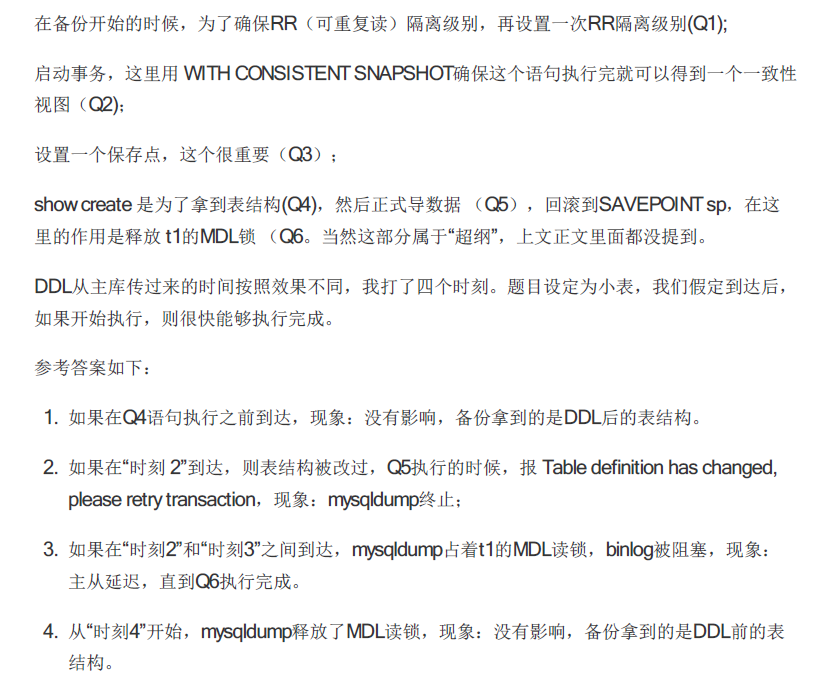 在备份开始的时候，为了确保RR（可重复读）隔离级别，再设置一次RR隔离级别(Q1);
启动事务，这里用 WITH CONSISTENT SNAPSHOT确保这个语句执行完就可以得到一个一致性
视图（Q2);
设置一个保存点，这个很重要（Q3）；
show create 是为了拿到表结构(Q4)，然后正式导数据 （Q5），回滚到SAVEPOINT sp，在这
里的作用是释放 t1的MDL锁 （Q6。当然这部分属于“超纲”，上文正文里面都没提到。
DDL从主库传过来的时间按照效果不同，我打了四个时刻。题目设定为小表，我们假定到达后，
如果开始执行，则很快能够执行完成。
参考答案如下：
1. 如果在Q4语句执行之前到达，现象：没有影响，备份拿到的是DDL后的表结构。
2. 如果在“时刻 2”到达，则表结构被改过，Q5执行的时候，报 Table definition has changed,
please retry transaction，现象：mysqldump终止；
3. 如果在“时刻2”和“时刻3”之间到达，mysqldump占着t1的MDL读锁，binlog被阻塞，现象：
主从延迟，直到Q6执行完成。
4. 从“时刻4”开始，mysqldump释放了MDL读锁，现象：没有影响，备份拿到的是DDL前的表
结构。